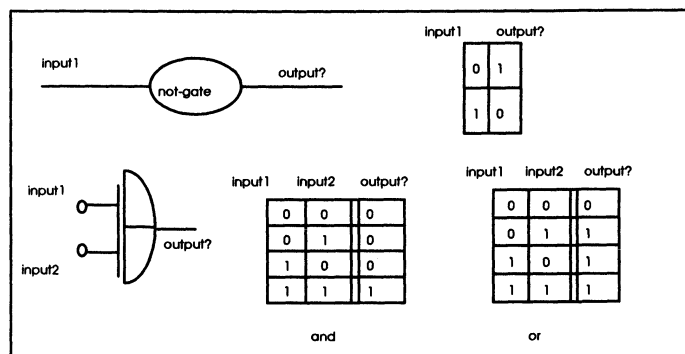 input1 output?
input1
output?
not-gate
0 1
1 0
input1
input2
output?
input1 input2 output?
0 0 0
0 1 0
1 0 0
1 1 1
and
input1 input2 output?
0 0 0
0 1 1
1 0 1
1 1 1
or